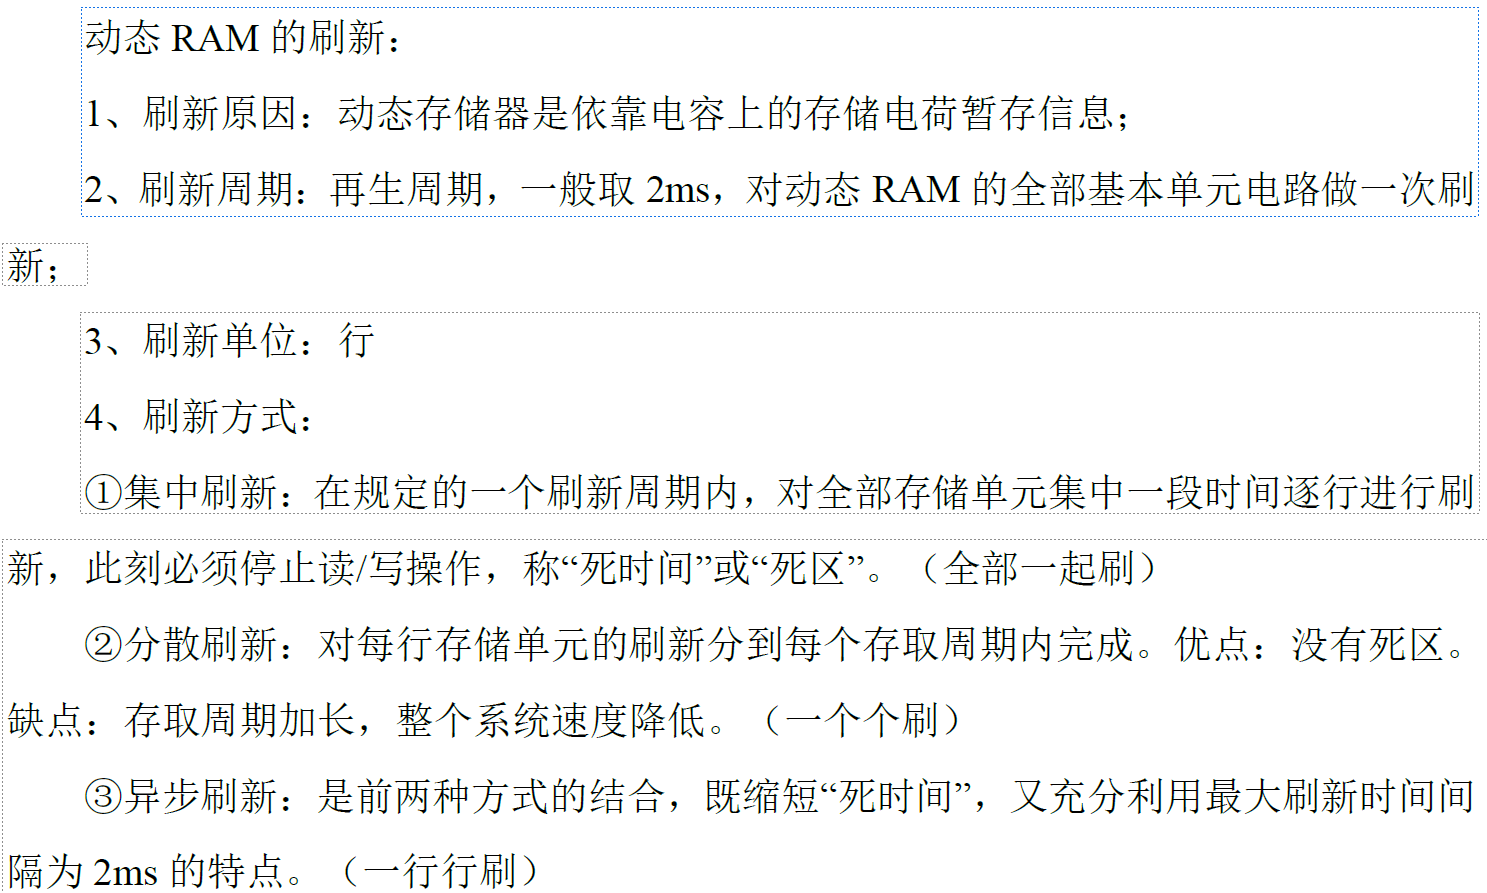 动态 RAM 的刷新：
1、刷新原因：动态存储器是依靠电容上的存储电荷暂存信息；
2、刷新周期：再生周期，一般取 2ms，对动态 RAM 的全部基本单元电路做一次刷
新；
3、刷新单位：行
4、刷新方式：
①集中刷新：在规定的一个刷新周期内，对全部存储单元集中一段时间逐行进行刷
新，此刻必须停止读/写操作，称“死时间”或“死区”。（全部一起刷）
②分散刷新：对每行存储单元的刷新分到每个存取周期内完成。优点：没有死区。
缺点：存取周期加长，整个系统速度降低。（一个个刷）
③异步刷新：是前两种方式的结合，既缩短“死时间”，又充分利用最大刷新时间间
隔为 2ms 的特点。（一行行刷）